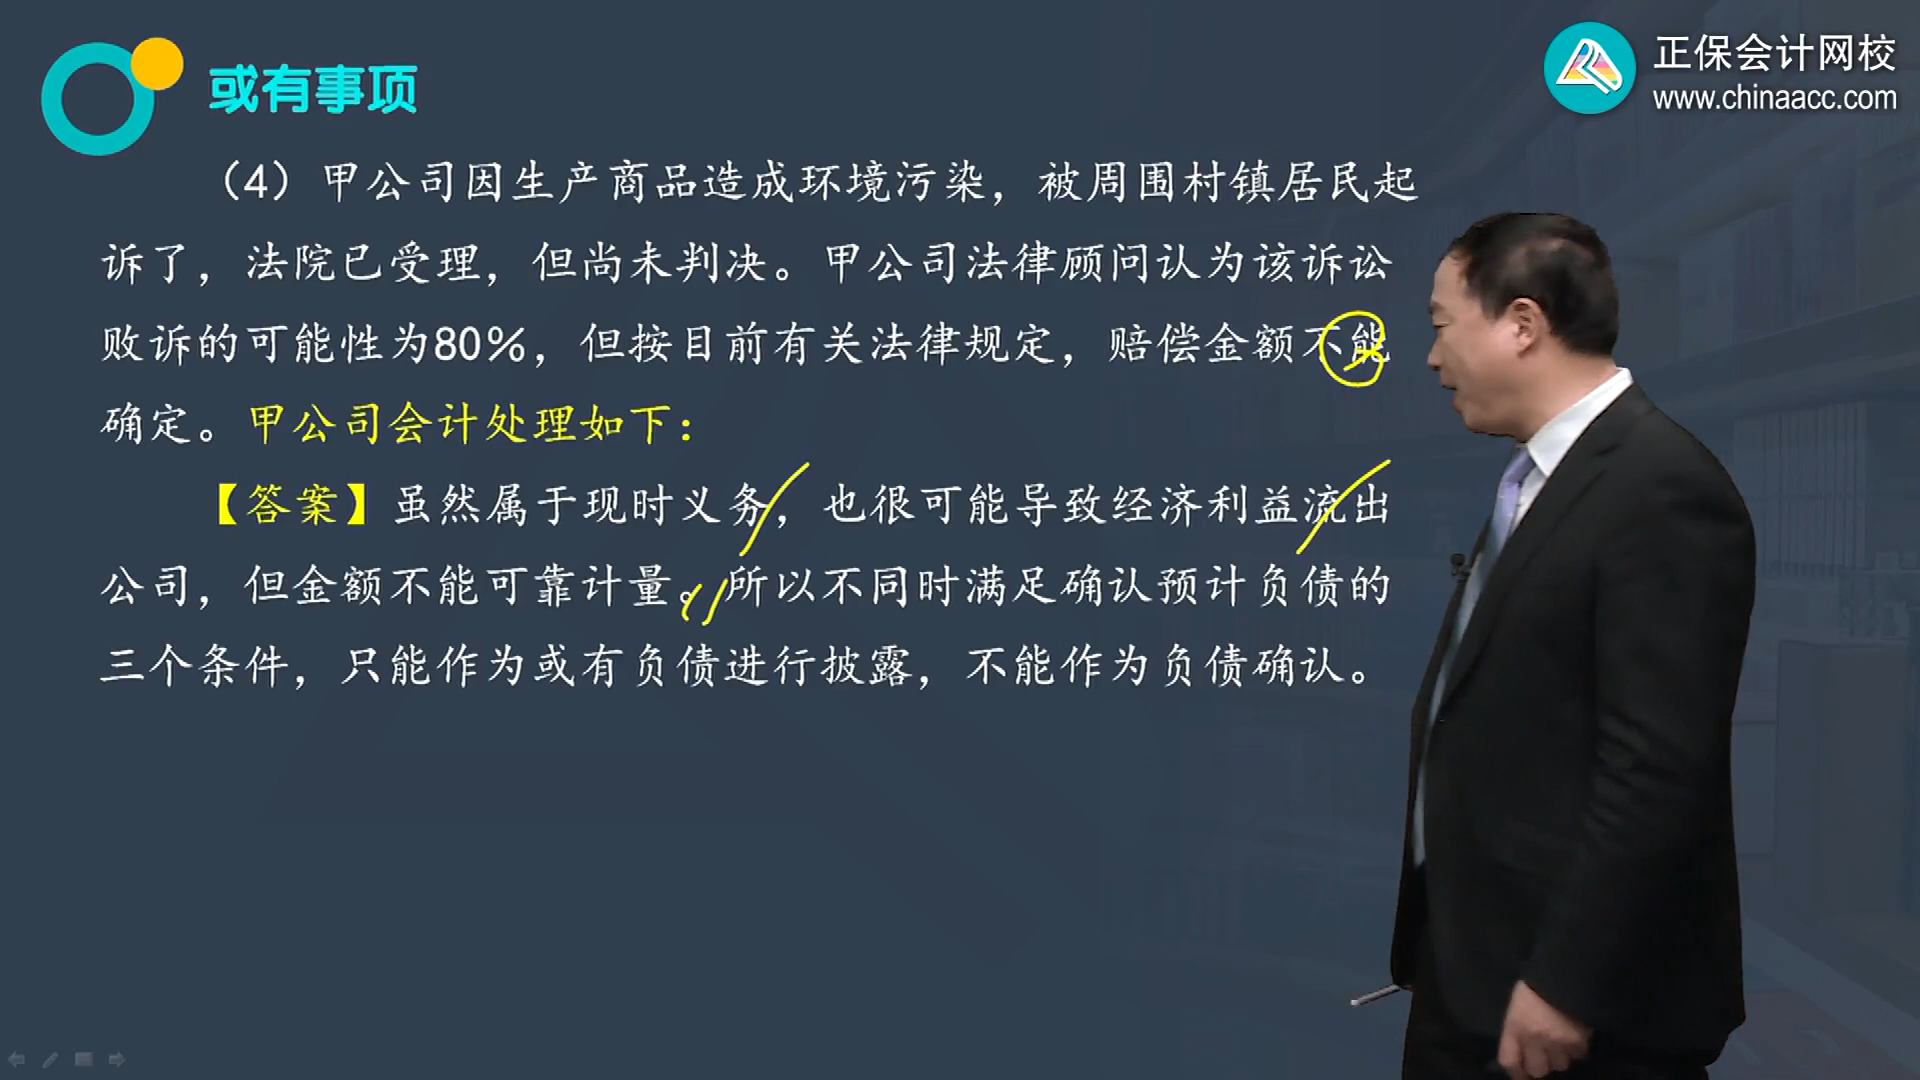 或有事项
正保会计网校
www.chinaacc.com
（4）甲公司因生产商品造成环境污染，被周围村镇居民起
诉了，法院已受理，但尚未判决。甲公司法律顾问认为该诉讼
败诉的可能性为80%，但按目前有关法律规定，赔偿金额不能
确定。甲公司会计处理如下：
【答案】虽然属于现时义务，也很可能导致经济利益流出
公司，但金额不能可靠计量。所以不同时满足确认预计负债的
三个条件，只能作为或有负债进行披露，不能作为负债确认。